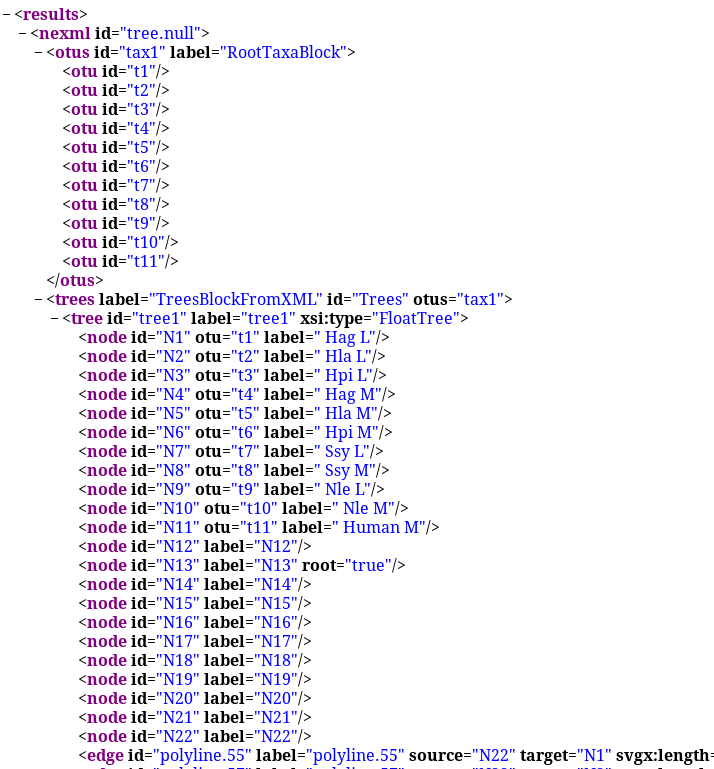 −<results>
−<nexml id="tree.null">
−<otus id="tax1" label="RootTaxaBlock">
<otu id="t1"/>
<otu id="t2"/>
<otu id="t3"/>
<otu id="t4"/>
<otu id="t5"/>
<otu id="t6"/>
<otu id="t7"/>
<otu id="t8"/>
<otu id="t9"/>
<otu id="t10"/>
<otu id="t11"/>
</otus>
−<trees label="TreesBlockFromXML" id="Trees" otus="tax1">
−<tree id="tree1" label="tree1" xsi:type="FloatTree">
<node id="N1" otu="t1" label=" Hag L"/>
<node id="N2" otu="t2" label=" Hla L"/>
<node id="N3" otu="t3" label=" Hpi L"/>
<node id="N4" otu="t4" label=" Hag M"/>
<node id="N5" otu="t5" label=" Hla M"/>
<node id="N6" otu="t6" label=" Hpi M"/>
<node id="N7" otu="t7" label=" Ssy L"/>
<node id="N8" otu="t8" label=" Ssy M"/>
<node id="N9" otu="t9" label=" Nle L"/>
<node id="N10" otu="t10" label=" Nle M"/>
<node id="N11" otu="t11" label=" Human M"/>
<node id="N12" label="N12"/>
<node id="N13" label="N13" root="true"/>
<node id="N14" label="N14"/>
<node id="N15" label="N15"/>
<node id="N16" label="N16"/>
<node id="N17" label="N17"/>
<node id="N18" label="N18"/>
<node id="N19" label="N19"/>
<node id="N20" label="N20"/>
<node id="N21" label="N21"/>
<node id="N22" label="N22"/>
<edge id="polyline.55" label="polyline.55" source="N22" target="N1" svgx:length=